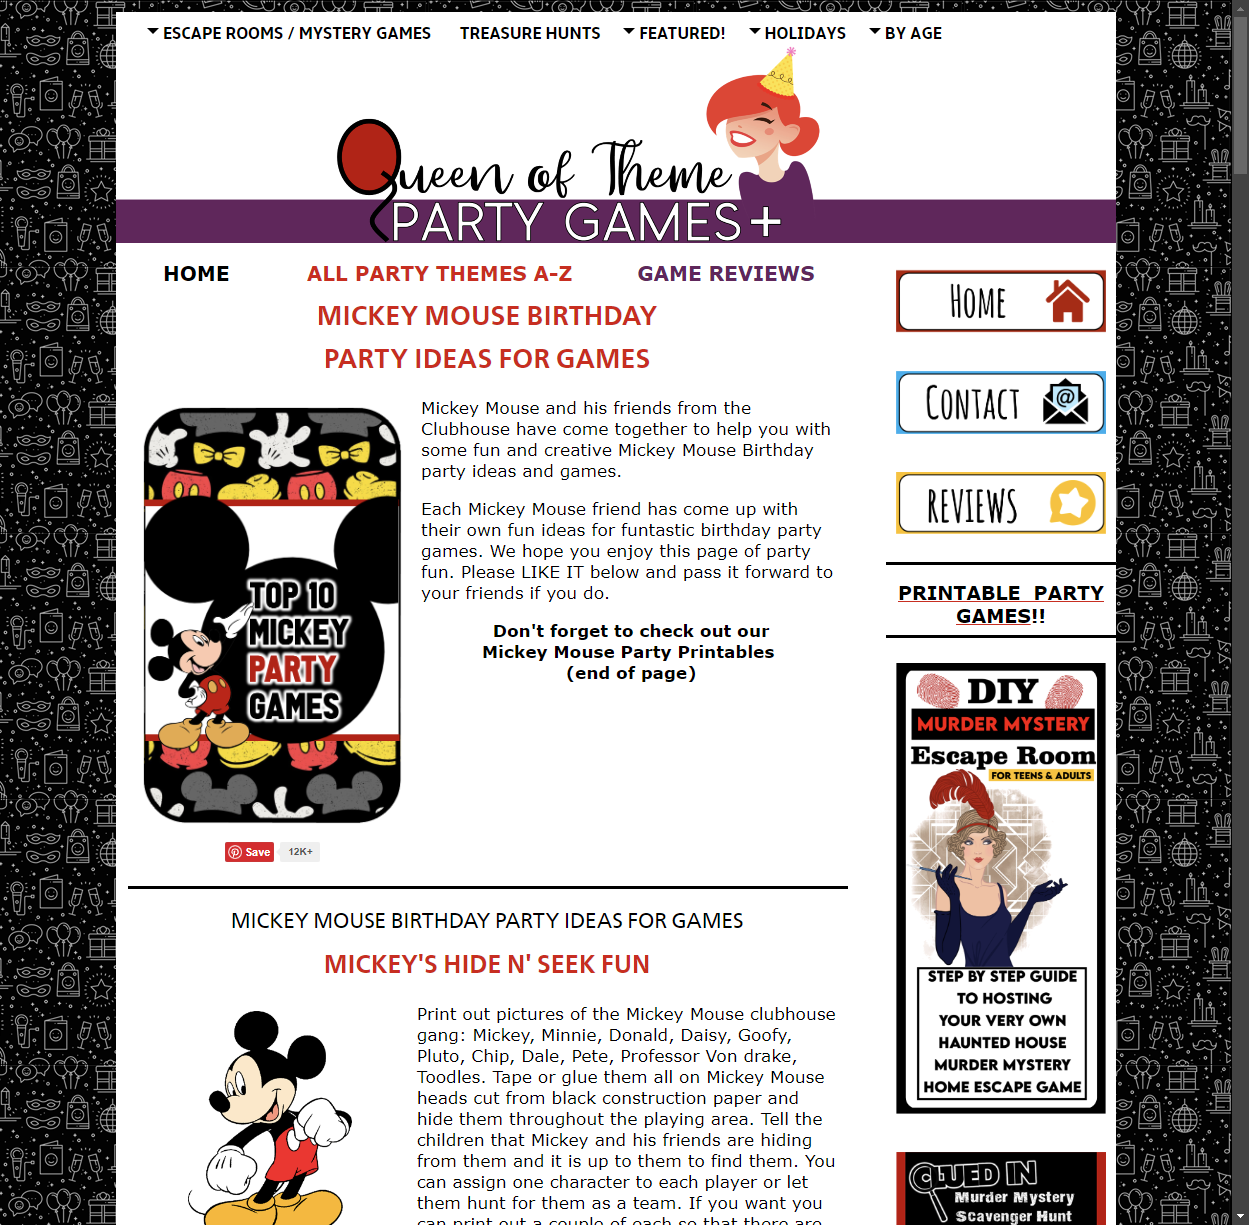 ESCAPE ROOMS / MYSTERY GAMES TREASURE HUNTS FEATURED! HOLIDAYS BY AGE
Queen of Theme
PARTY GAMES+
HOME ALL PARTY THEMES A-Z GAME REVIEWS
MICKEY MOUSE BIRTHDAY
PARTY IDEAS FOR GAMES
TOP 10
MICKEY
PARTY
GAMES
Mickey Mouse and his friends from the
Clubhouse have come together to help you with
some fun and creative Mickey Mouse Birthday
party ideas and games.
Each Mickey Mouse friend has come up with
their own fun ideas for funtastic birthday party
games. We hope you enjoy this page of party
fun. Please LIKE IT below and pass it forward to
your friends if you do.
Don't forget to check out our
Mickey Mouse Party Printables
(end of page)
Save 12K+
MICKEY MOUSE BIRTHDAY PARTY IDEAS FOR GAMES
MICKEY'S HIDE N' SEEK FUN
Print out pictures of the Mickey Mouse clubhouse
gang: Mickey, Minnie, Donald, Daisy, Goofy,
Pluto, Chip, Dale, Pete, Professor Von drake,
Toodles. Tape or glue them all on Mickey Mouse
heads cut from black construction paper and
hide them throughout the playing area. Tell the
children that Mickey and his friends are hiding
from them and it is up to them to find them. You
can assign one character to each player or let
them hunt for them as a team. If you want you
can print out a couple of each so that there are
HOME
CONTACT
REVIEWS
PRINTABLE PARTY
GAMES!!
DIY
MURDER MYSTERY
Escape Room
FOR TEENS & ADULTS
STEP BY STEP GUIDE
TO HOSTING
YOUR VERY OWN
HAUNTED HOUSE
MURDER MYSTERY
HOME ESCAPE GAME
CLUED IN
Murder Mystery
Scavenger Hunt